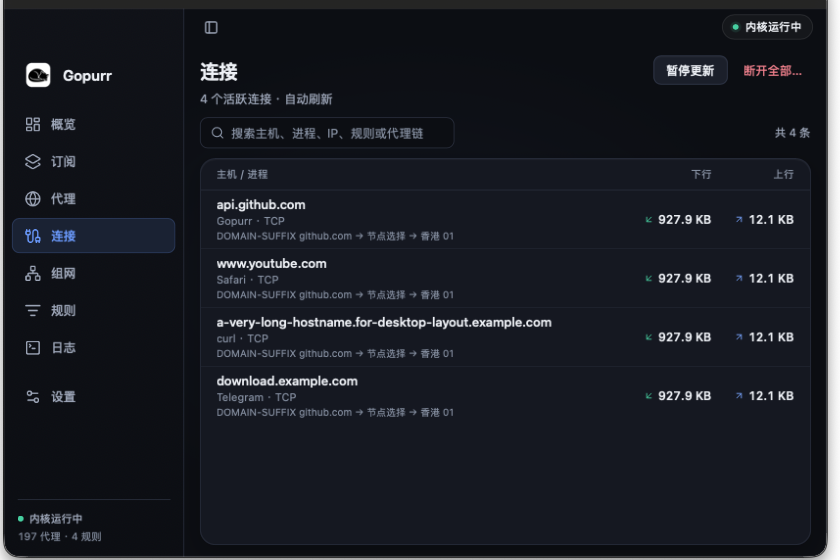 内核运行中
Gopurr
连接
暂停更新
断开全部...
4 个活跃连接 · 自动刷新
搜索主机、进程、IP、规则或代理链
共 4 条
概览
订阅
代理
连接
组网
规则
日志
设置
主机 / 进程 下行 上行
api.github.com
Gopurr · TCP
DOMAIN-SUFFIX github.com → 节点选择 → 香港 01
↙ 927.9 KB ↗ 12.1 KB
www.youtube.com
Safari · TCP
DOMAIN-SUFFIX github.com → 节点选择 → 香港 01
↙ 927.9 KB ↗ 12.1 KB
a-very-long-hostname.for-desktop-layout.example.com
curl · TCP
DOMAIN-SUFFIX github.com → 节点选择 → 香港 01
↙ 927.9 KB ↗ 12.1 KB
download.example.com
Telegram · TCP
DOMAIN-SUFFIX github.com → 节点选择 → 香港 01
↙ 927.9 KB ↗ 12.1 KB
内核运行中
197 代理 · 4 规则